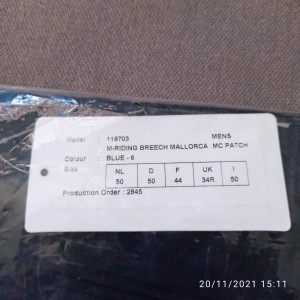 Model : 118703 MENS
M-RIDING BREECH MALLORCA MC PATCH
Colour : BLUE - 6
Size
NL D F UK I
50 50 44 34R 50
Production Order : 2845
20/11/2021 15:11